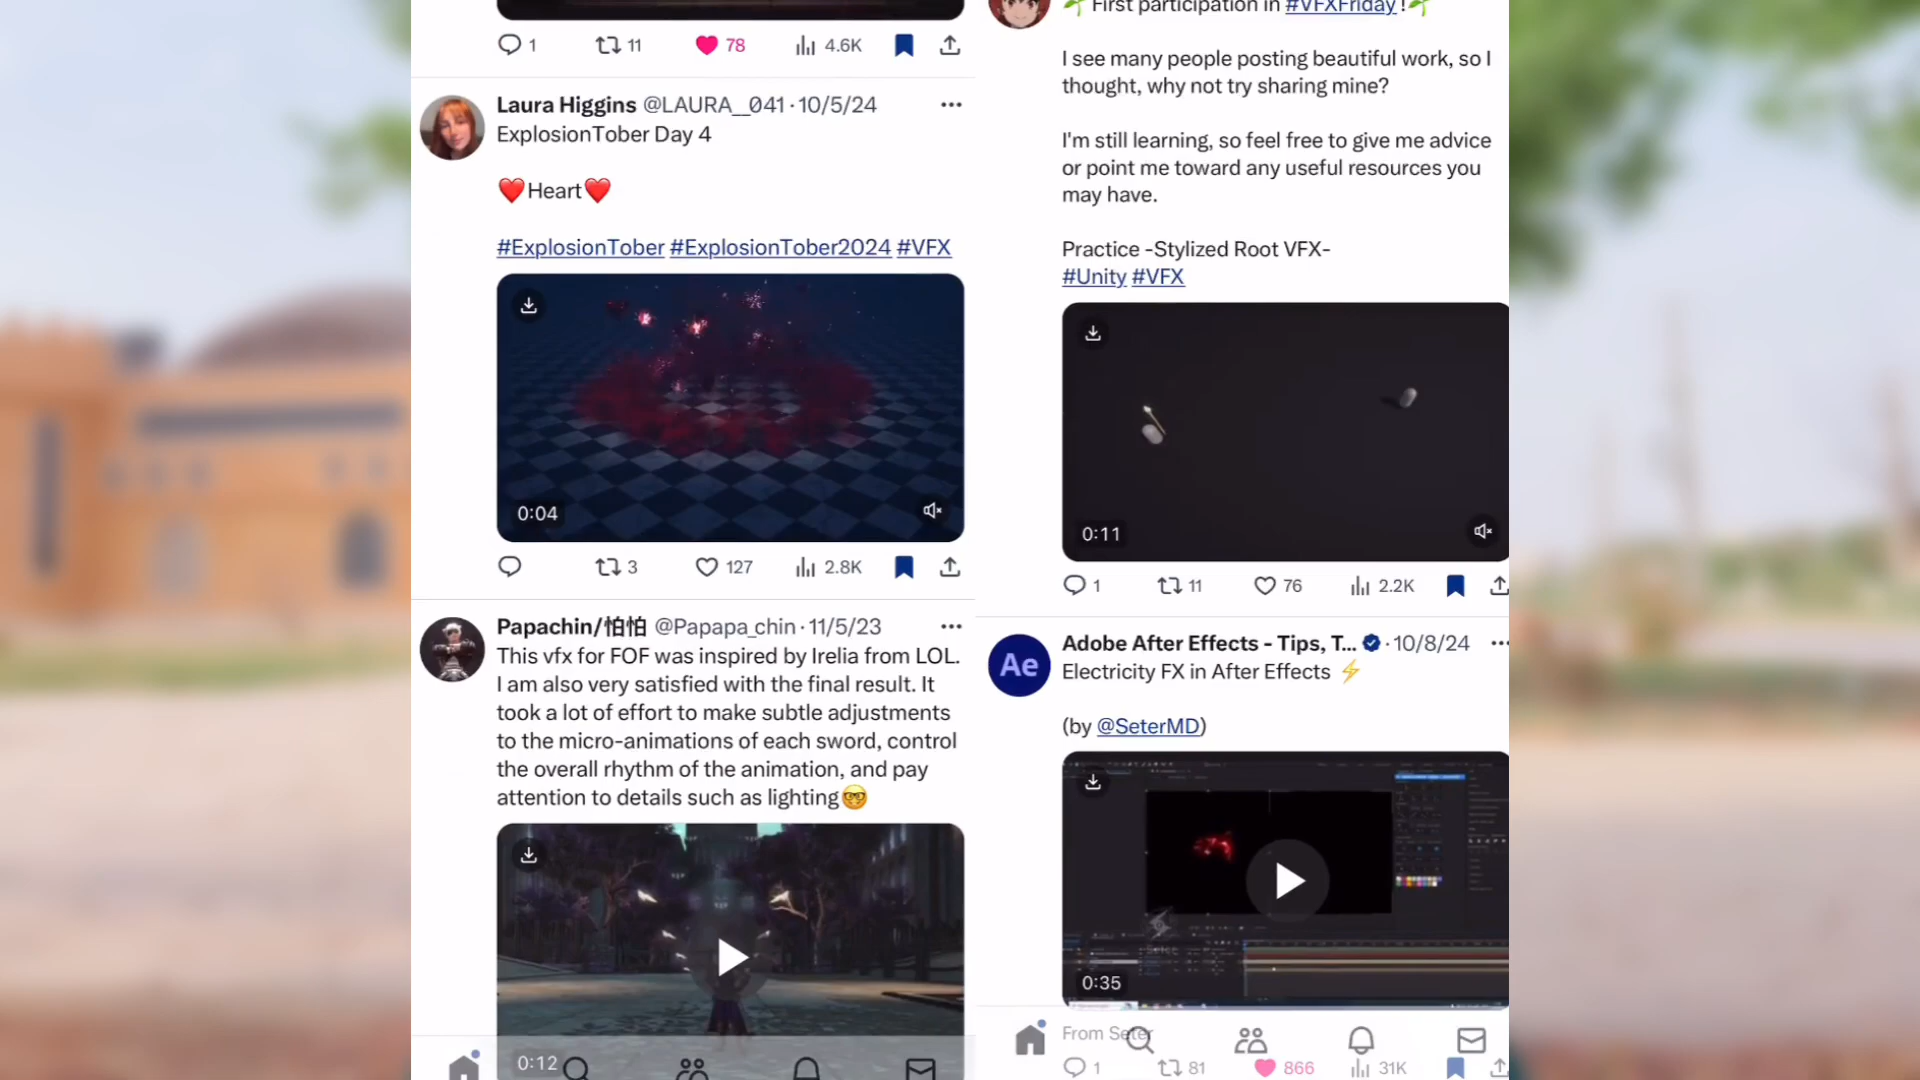 1 11 78 4.6K
Laura Higgins @LAURA__041 · 10/5/24
ExplosionTober Day 4
❤️Heart❤️
#ExplosionTober #ExplosionTober2024 #VFX
0:04
3 127 2.8K
Papachin/怕怕 @Papapa_chin · 11/5/23
This vfx for FOF was inspired by Irelia from LOL.
I am also very satisfied with the final result. It
took a lot of effort to make subtle adjustments
to the micro-animations of each sword, control
the overall rhythm of the animation, and pay
attention to details such as lighting🤓
0:12
🌱 First participation in #VFXFriday !🌱
I see many people posting beautiful work, so I
thought, why not try sharing mine?
I'm still learning, so feel free to give me advice
or point me toward any useful resources you
may have.
Practice -Stylized Root VFX-
#Unity #VFX
0:11
1 11 76 2.2K
Ae
Adobe After Effects - Tips, T... · 10/8/24
Electricity FX in After Effects ⚡
(by @SeterMD)
0:35
From Seter
1 81 866 31K